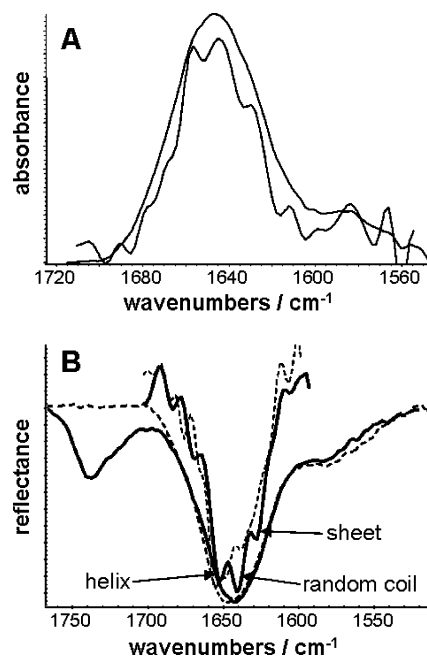 A
absorbance
1720 1680 1640 1600 1560
wavenumbers / cm-1
B
reflectance
sheet
helix
random coil
1750 1700 1650 1600 1550
wavenumbers / cm-1